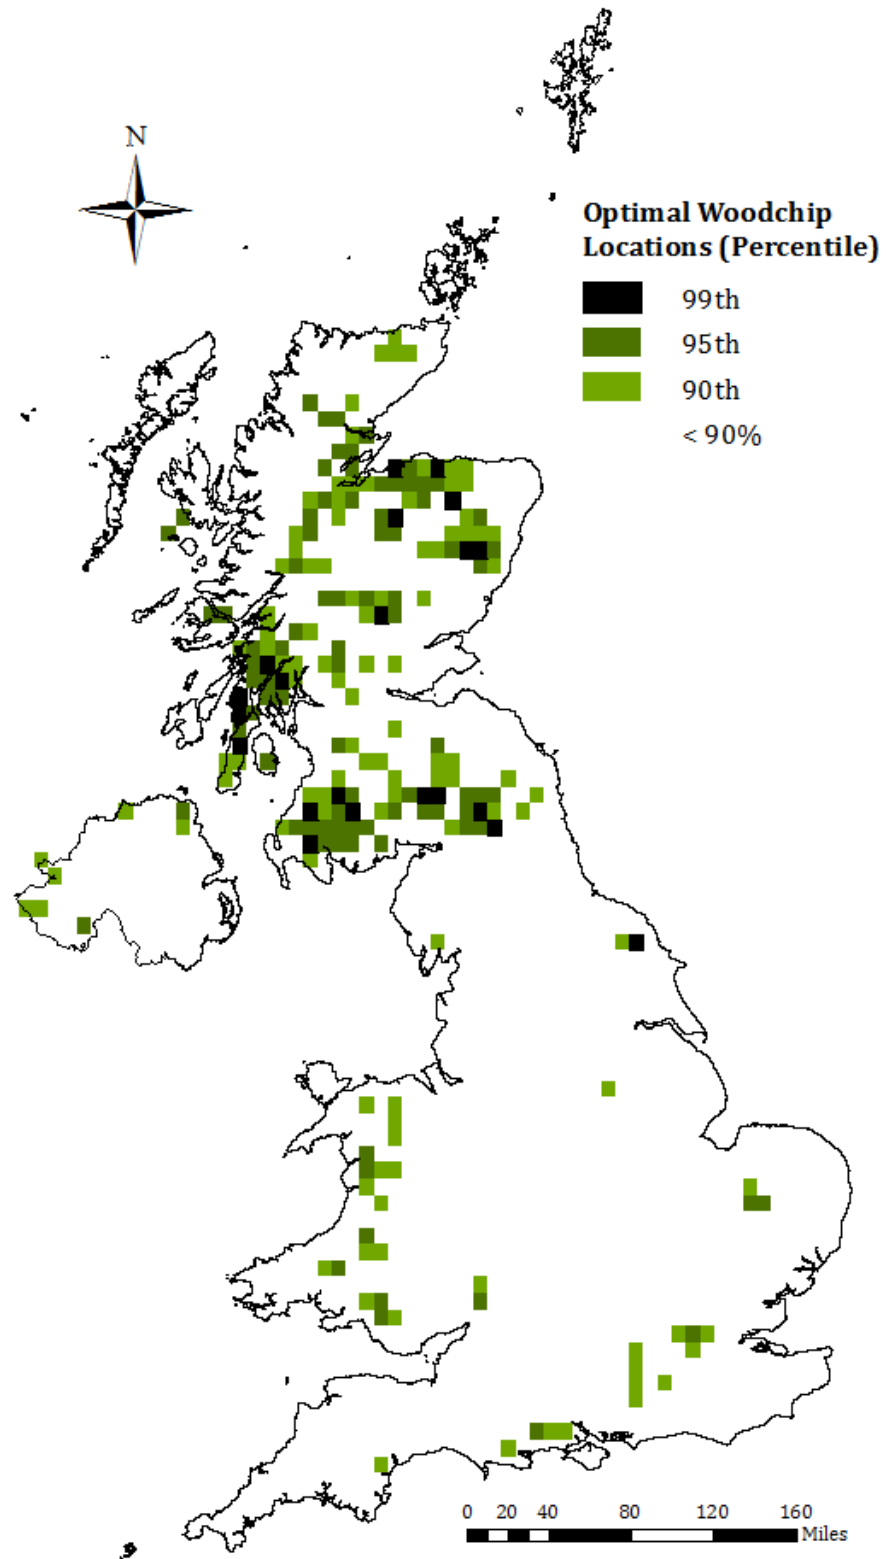 N
Optimal Woodchip
Locations (Percentile)
99th
95th
90th
< 90%
0 20 40 80 120 160
Miles